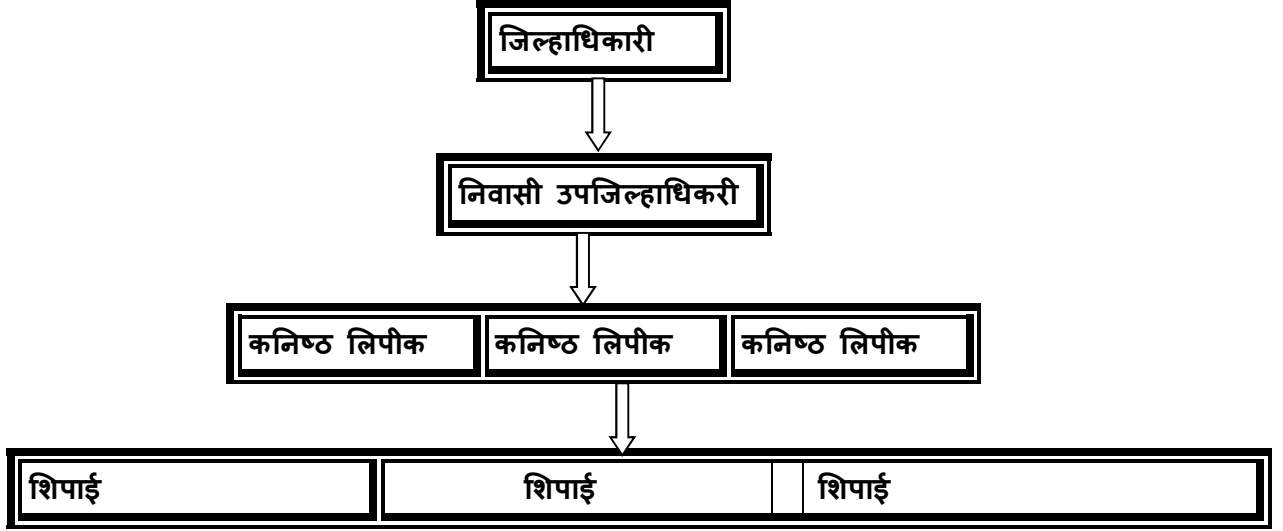 जिल्हाधिकारी
निवासी उपजिल्हाधिकरी
कनिष्ठ लिपीक कनिष्ठ लिपीक कनिष्ठ लिपीक
शिपाई शिपाई शिपाई